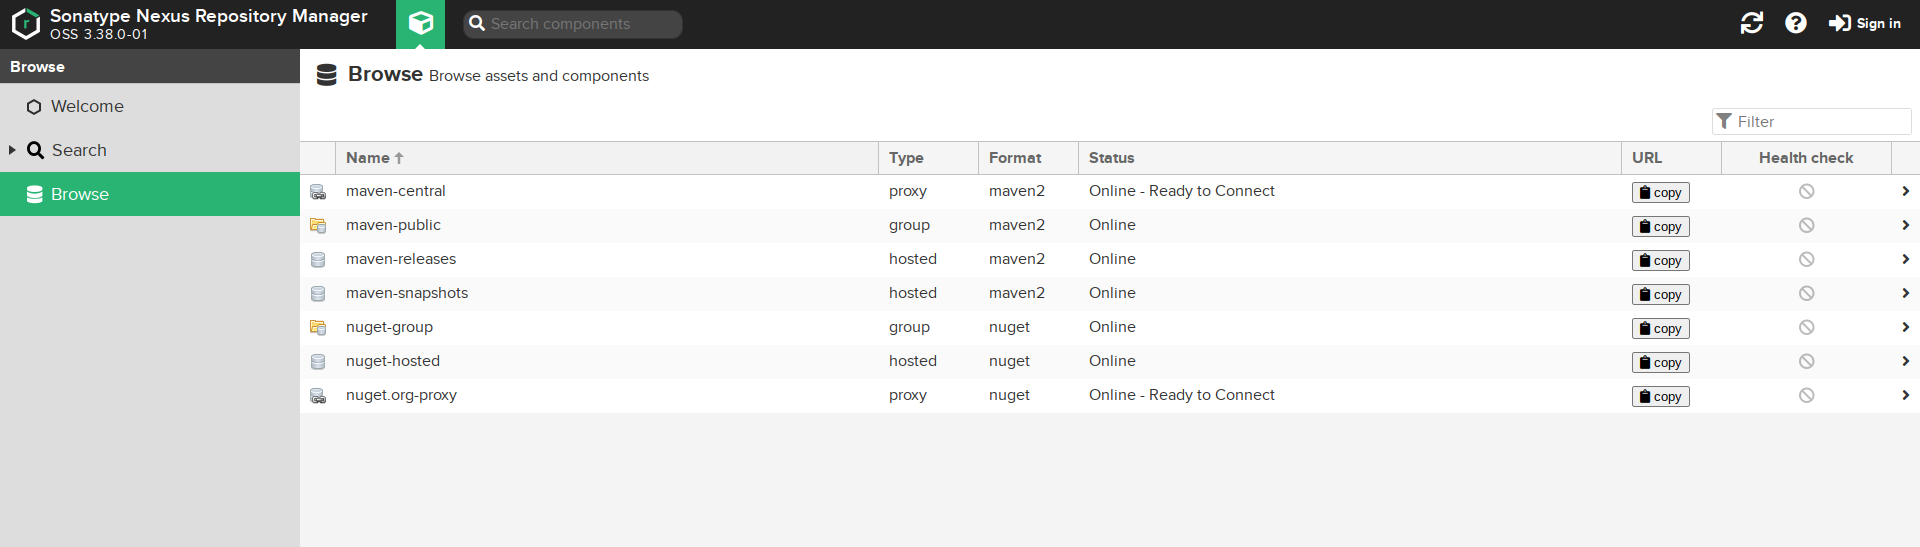 Sonatype Nexus Repository Manager
OSS 3.38.0-01
Search components
Sign in
Browse
Welcome
Search
Browse
Browse Browse assets and components
Filter
Name Type Format Status URL Health check
maven-central proxy maven2 Online - Ready to Connect copy
maven-public group maven2 Online copy
maven-releases hosted maven2 Online copy
maven-snapshots hosted maven2 Online copy
nuget-group group nuget Online copy
nuget-hosted hosted nuget Online copy
nuget.org-proxy proxy nuget Online - Ready to Connect copy